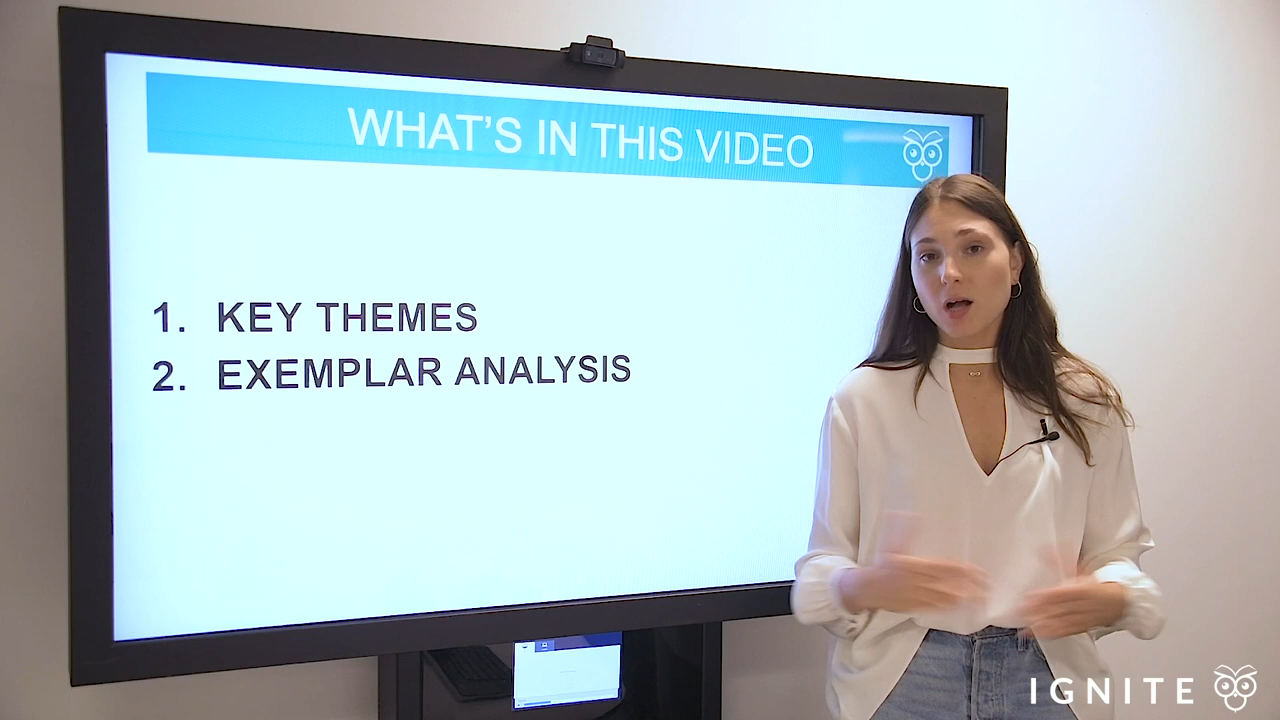 WHAT'S IN THIS VIDEO
1. KEY THEMES
2. EXEMPLAR ANALYSIS
IGNITE